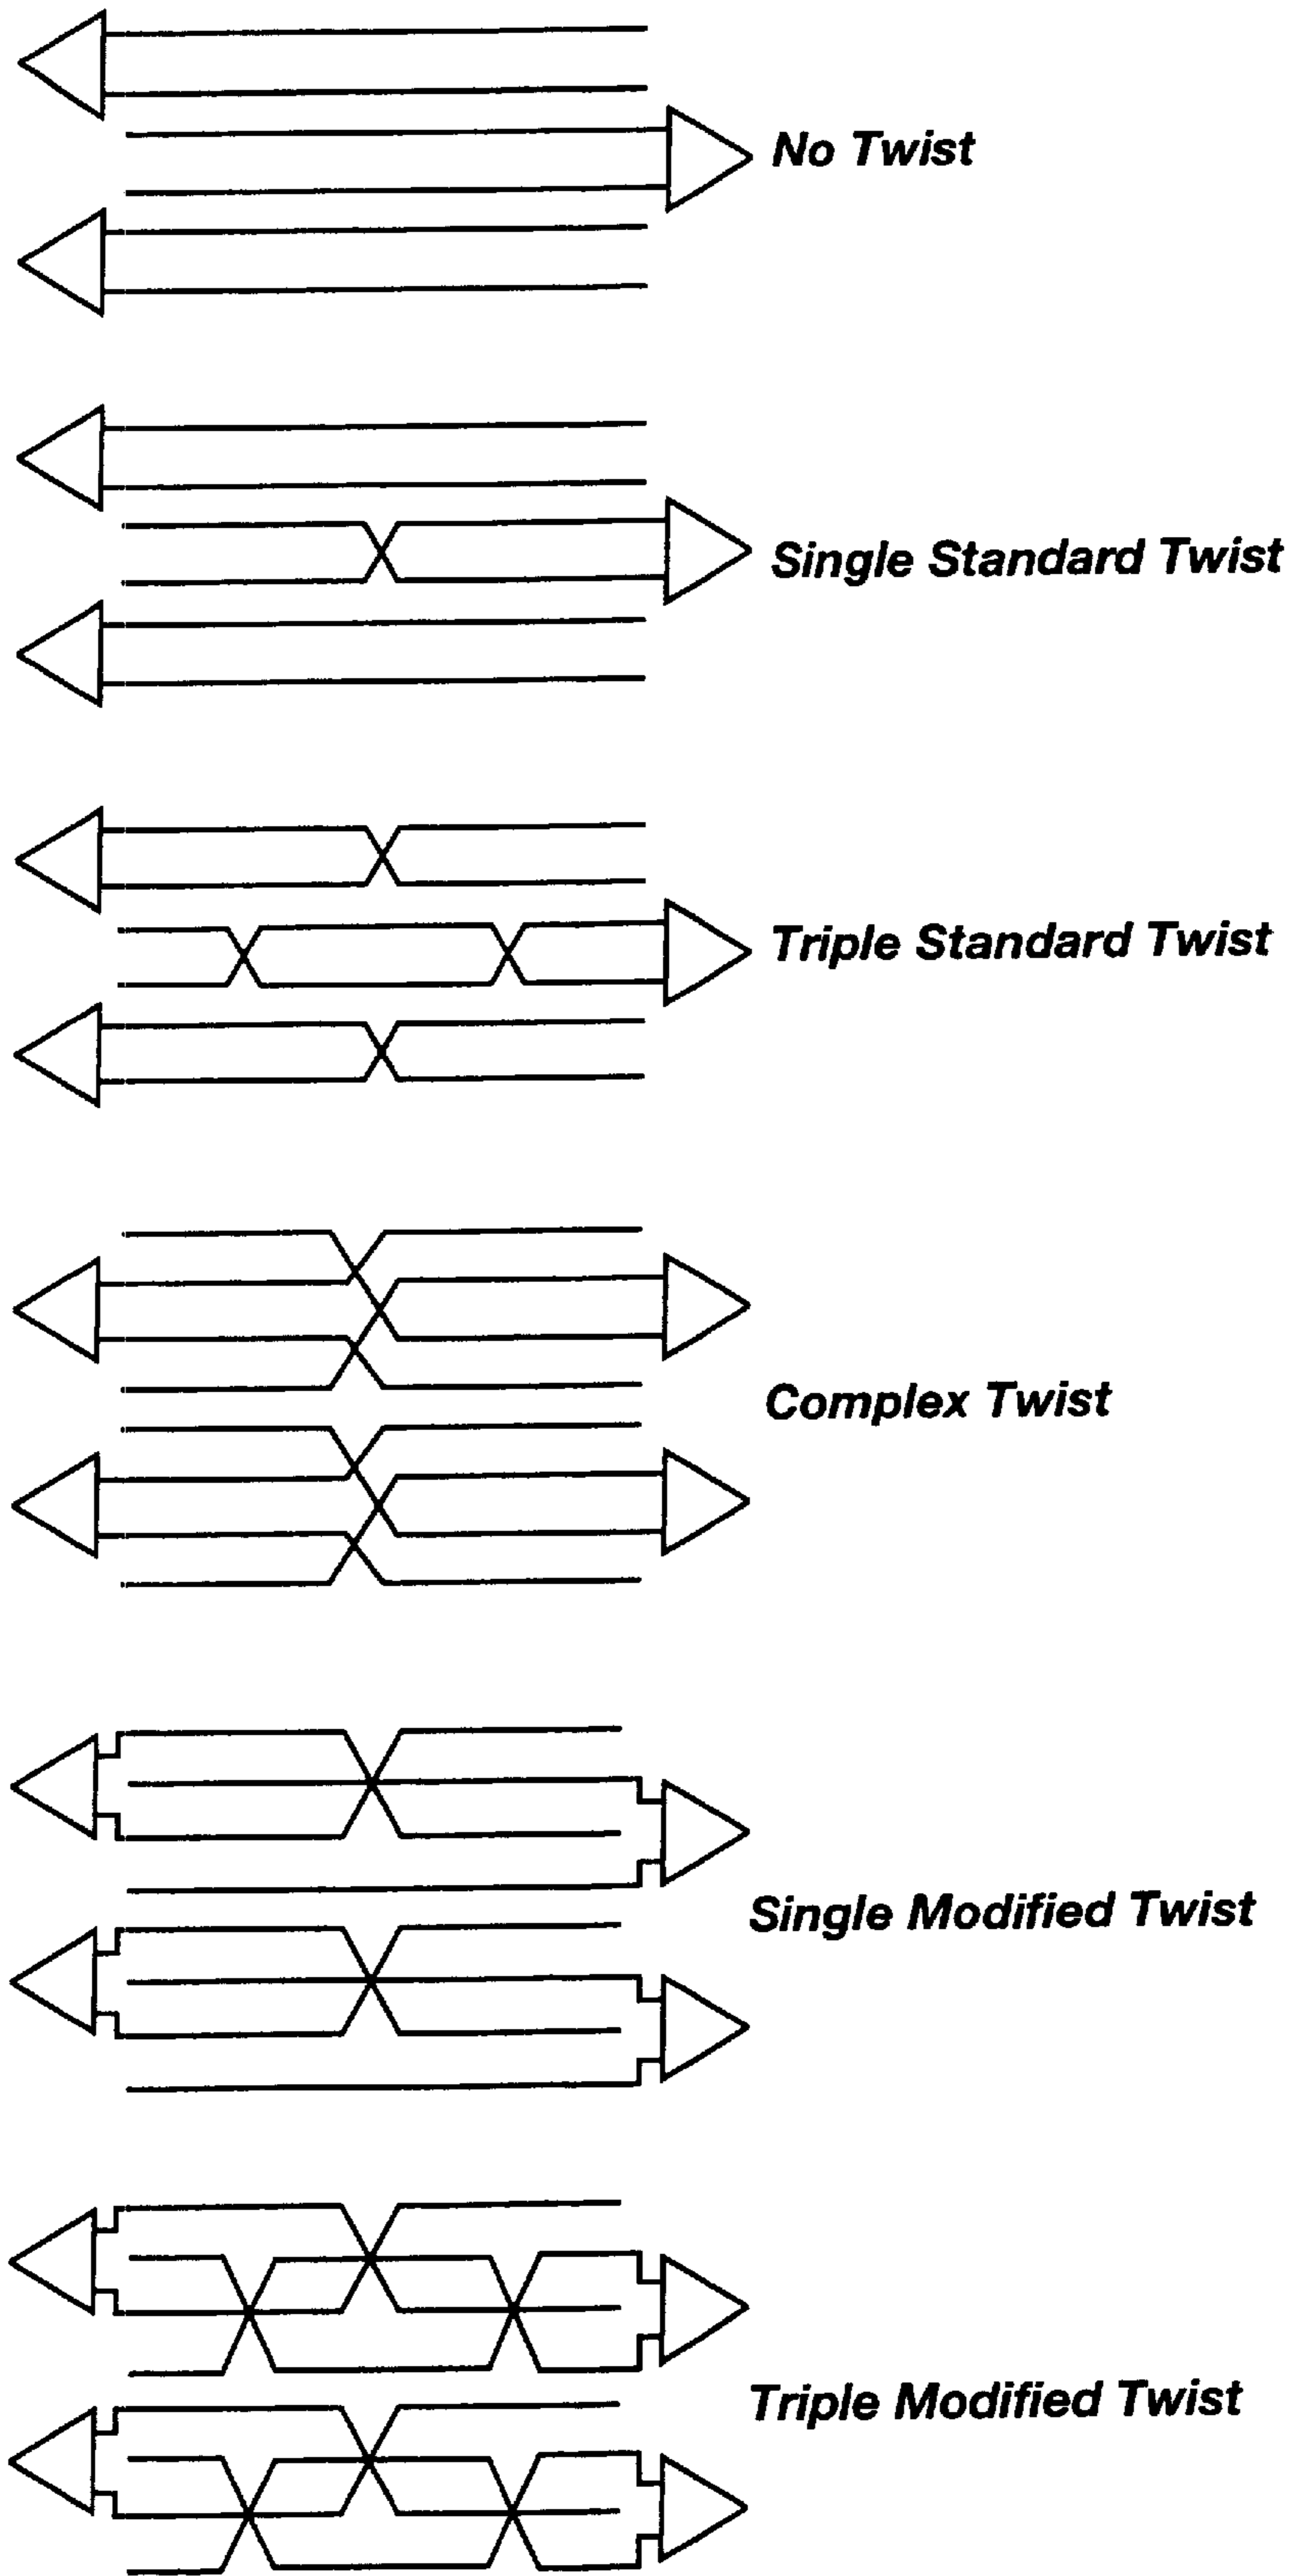 No Twist
Single Standard Twist
Triple Standard Twist
Complex Twist
Single Modified Twist
Triple Modified Twist